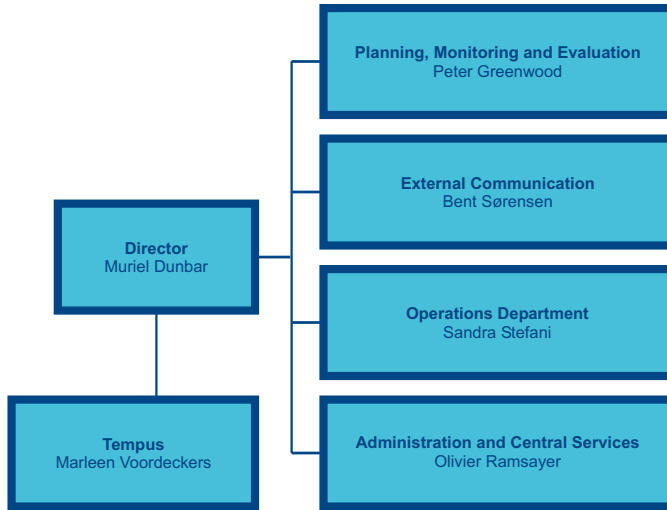 Planning, Monitoring and Evaluation
Peter Greenwood
External Communication
Bent Sørensen
Director
Muriel Dunbar
Operations Department
Sandra Stefani
Tempus
Marleen Voordeckers
Administration and Central Services
Olivier Ramsayer